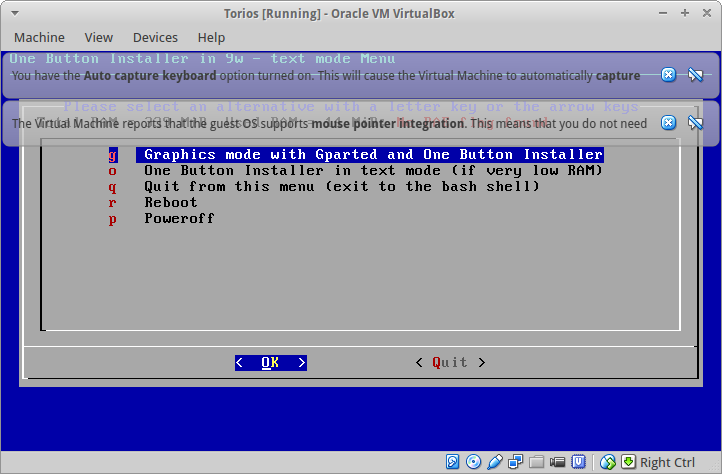 Torios [Running] - Oracle VM VirtualBox
Machine View Devices Help
One Button Installer in 9w - text mode Menu
You have the Auto capture keyboard option turned on. This will cause the Virtual Machine to automatically capture
Please select an alternative with a letter key or the arrow keys
The Virtual Machine reports that the guest OS supports mouse pointer integration. This means that you do not need
g Graphics mode with Gparted and One Button Installer
o One Button Installer in text mode (if very low RAM)
q Quit from this menu (exit to the bash shell)
r Reboot
p Poweroff
< OK > < Quit >
Right Ctrl